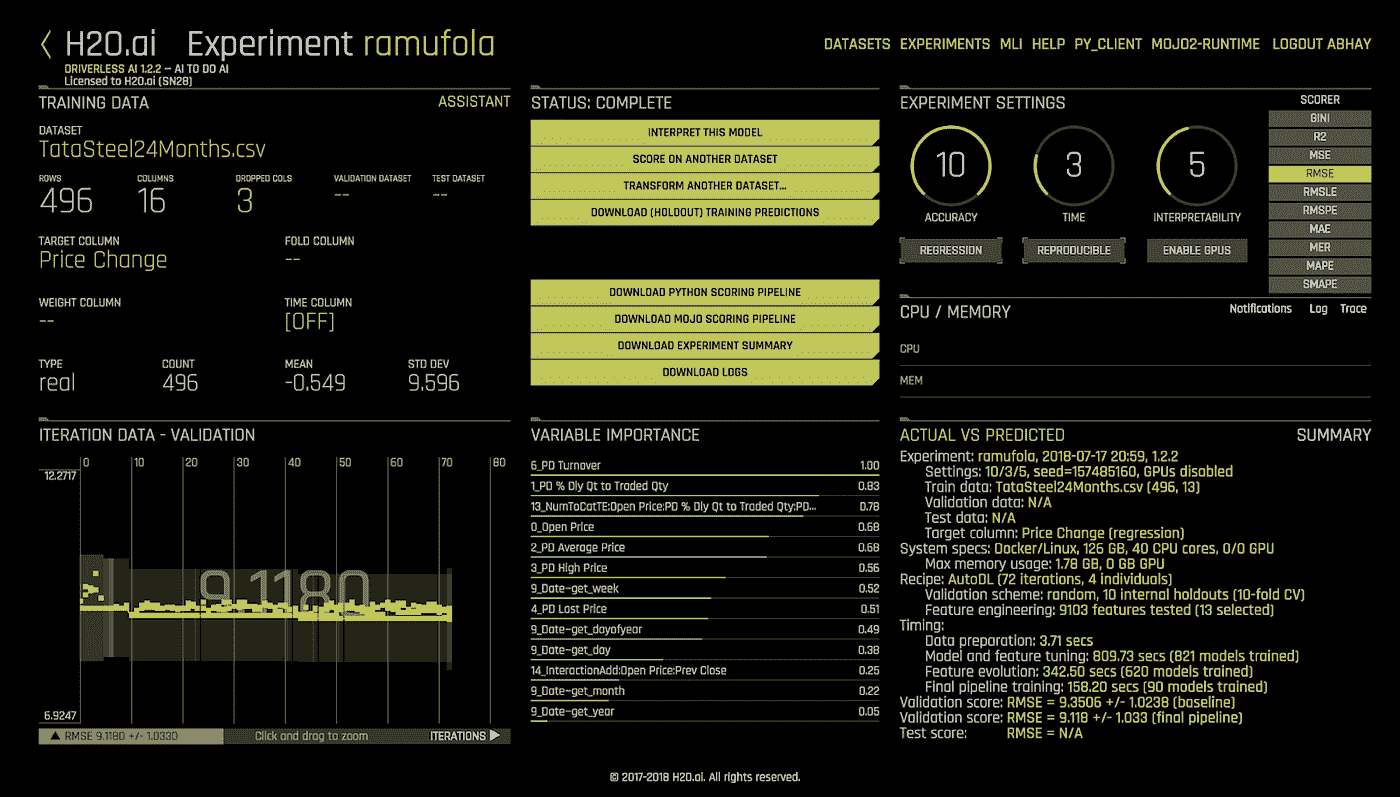 H2O.ai Experiment ramufola
DRIVERLESS AI 1.2.2 – AI TO DO AI
Licensed to H2O.ai (SN28)
DATASETS EXPERIMENTS MLI HELP PY_CLIENT MOJO2-RUNTIME LOGOUT ABHAY
TRAINING DATA
ASSISTANT
DATASET
TataSteel24Months.csv
ROWS COLUMNS DROPPED COLS VALIDATION DATASET TEST DATASET
496 16 3 -- --
TARGET COLUMN FOLD COLUMN
Price Change --
WEIGHT COLUMN TIME COLUMN
-- [OFF]
TYPE COUNT MEAN STD DEV
real 496 -0.549 9.596
STATUS: COMPLETE
INTERPRET THIS MODEL
SCORE ON ANOTHER DATASET
TRANSFORM ANOTHER DATASET...
DOWNLOAD (HOLDOUT) TRAINING PREDICTIONS
DOWNLOAD PYTHON SCORING PIPELINE
DOWNLOAD MOJO SCORING PIPELINE
DOWNLOAD EXPERIMENT SUMMARY
DOWNLOAD LOGS
EXPERIMENT SETTINGS
10 3 5
ACCURACY TIME INTERPRETABILITY
REGRESSION REPRODUCIBLE ENABLE GPUS
SCORER
GINI
R2
MSE
RMSE
RMSLE
RMSPE
MAE
MER
MAPE
SMAPE
CPU / MEMORY
Notifications Log Trace
CPU
MEM
ITERATION DATA - VALIDATION
0 10 20 30 40 50 60 70 80
12.2717
9.1180
6.9247
▲ RMSE 9.1180 +/- 1.0330
Click and drag to zoom
ITERATIONS ▶
VARIABLE IMPORTANCE
6_PD Turnover 1.00
1_PD % Dly Qt to Traded Qty 0.83
13_NumToCatTE:Open Price:PD % Dly Qt to Traded Qty:PD... 0.78
0_Open Price 0.68
2_PD Average Price 0.68
3_PD High Price 0.56
9_Date~get_week 0.52
4_PD Last Price 0.51
9_Date~get_dayofyear 0.49
9_Date~get_day 0.38
14_InteractionAdd:Open Price:Prev Close 0.25
9_Date~get_month 0.22
9_Date~get_year 0.05
ACTUAL VS PREDICTED
SUMMARY
Experiment: ramufola, 2018-07-17 20:59, 1.2.2
Settings: 10/3/5, seed=157485160, GPUs disabled
Train data: TataSteel24Months.csv (496, 13)
Validation data: N/A
Test data: N/A
Target column: Price Change (regression)
System specs: Docker/Linux, 126 GB, 40 CPU cores, 0/0 GPU
Max memory usage: 1.78 GB, 0 GB GPU
Recipe: AutoDL (72 iterations, 4 individuals)
Validation scheme: random, 10 internal holdouts (10-fold CV)
Feature engineering: 9103 features tested (13 selected)
Timing:
Data preparation: 3.71 secs
Model and feature tuning: 809.73 secs (821 models trained)
Feature evolution: 342.50 secs (620 models trained)
Final pipeline training: 158.20 secs (90 models trained)
Validation score: RMSE = 9.3506 +/- 1.0238 (baseline)
Validation score: RMSE = 9.118 +/- 1.033 (final pipeline)
Test score: RMSE = N/A
© 2017-2018 H2O.ai. All rights reserved.